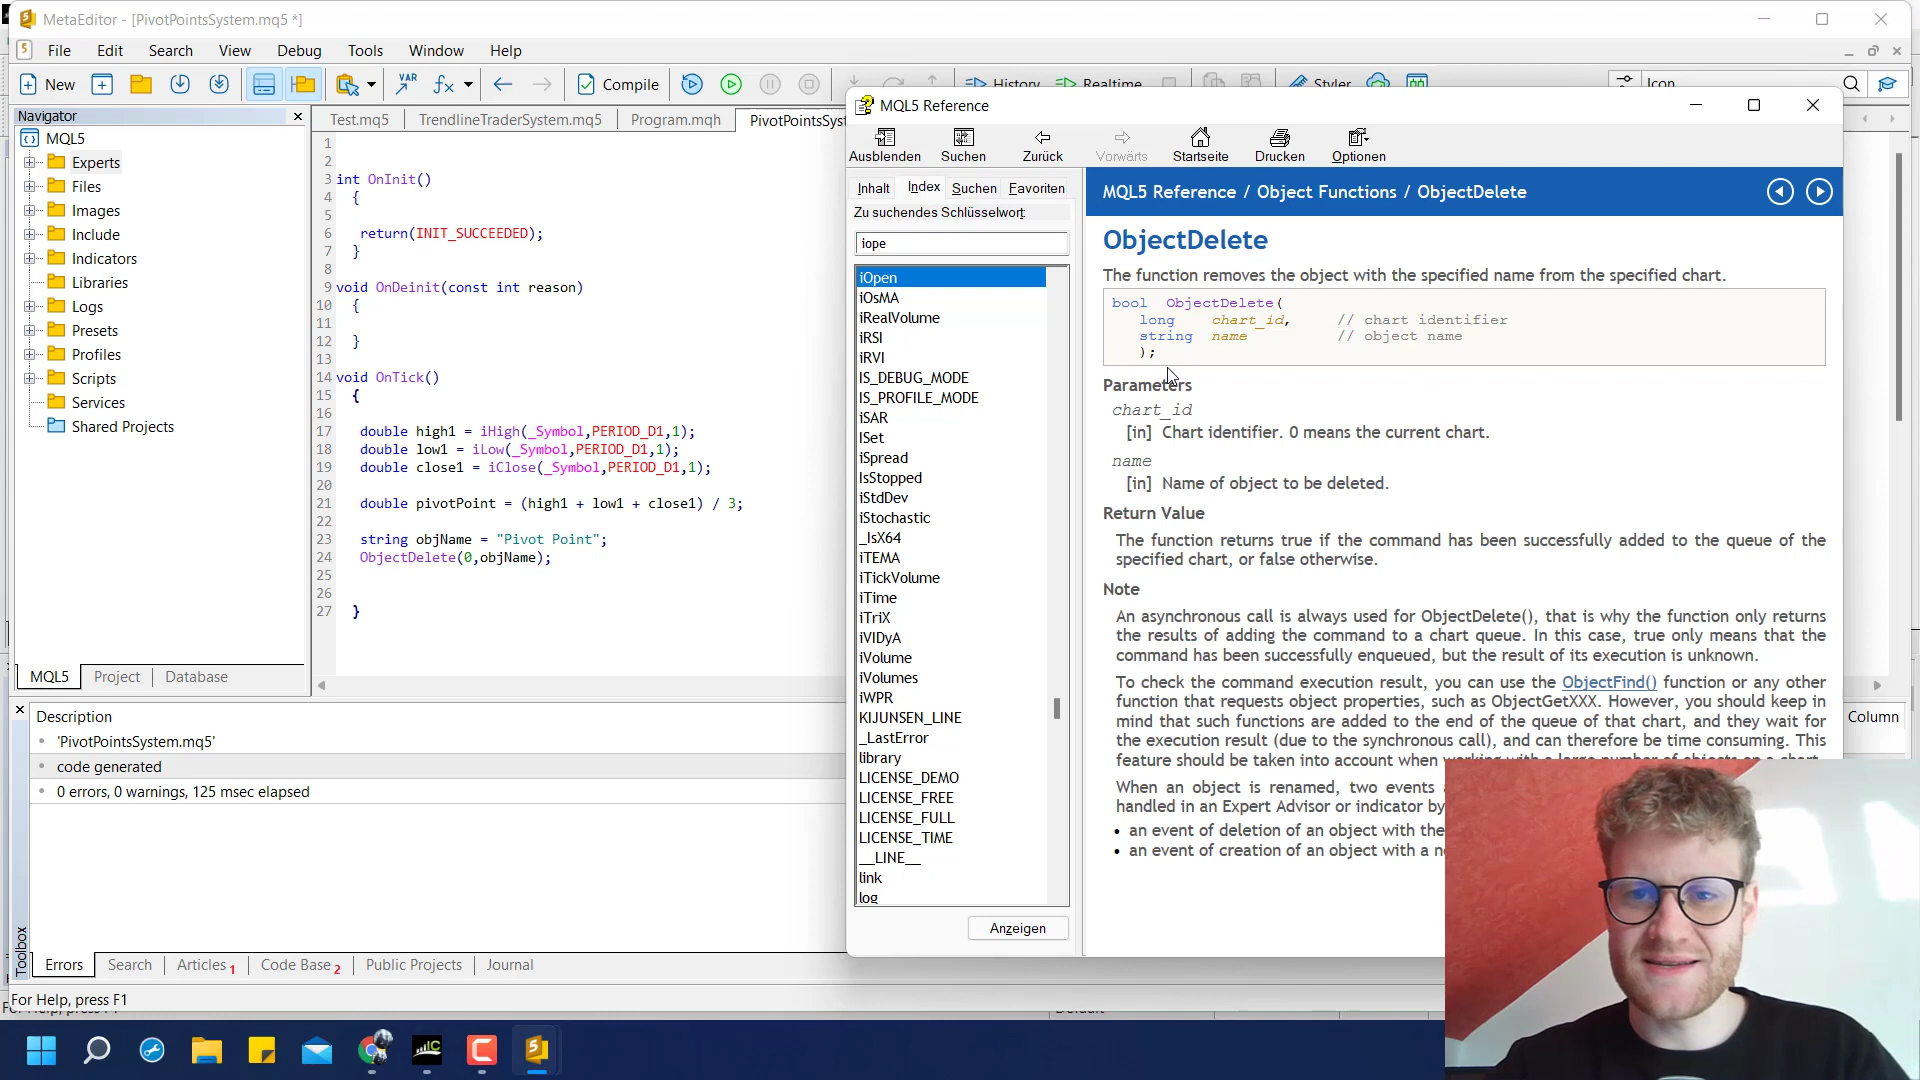 MetaEditor - [PivotPointsSystem.mq5 *]
File Edit Search View Debug Tools Window Help
New VAR Compile History Realtime Styler Icon
Navigator
MQL5
Experts
Files
Images
Include
Indicators
Libraries
Logs
Presets
Profiles
Scripts
Services
Shared Projects
MQL5 Project Database
Test.mq5 TrendlineTraderSystem.mq5 Program.mqh PivotPointsSyst
1
2
3 int OnInit()
4 {
5
6 return(INIT_SUCCEEDED);
7 }
8
9 void OnDeinit(const int reason)
10 {
11
12 }
13
14 void OnTick()
15 {
16
17 double high1 = iHigh(_Symbol,PERIOD_D1,1);
18 double low1 = iLow(_Symbol,PERIOD_D1,1);
19 double close1 = iClose(_Symbol,PERIOD_D1,1);
20
21 double pivotPoint = (high1 + low1 + close1) / 3;
22
23 string objName = "Pivot Point";
24 ObjectDelete(0,objName);
25
26
27 }
MQL5 Reference
Ausblenden Suchen Zurück Vorwärts Startseite Drucken Optionen
Inhalt Index Suchen Favoriten
Zu suchendes Schlüsselwort:
iope
iOpen
iOsMA
iRealVolume
iRSI
iRVI
IS_DEBUG_MODE
IS_PROFILE_MODE
iSAR
ISet
iSpread
IsStopped
iStdDev
iStochastic
_IsX64
iTEMA
iTickVolume
iTime
iTriX
iVIDyA
iVolume
iVolumes
iWPR
KIJUNSEN_LINE
_LastError
library
LICENSE_DEMO
LICENSE_FREE
LICENSE_FULL
LICENSE_TIME
__LINE__
link
log
Anzeigen
MQL5 Reference / Object Functions / ObjectDelete
ObjectDelete
The function removes the object with the specified name from the specified chart.
bool ObjectDelete(
long chart_id, // chart identifier
string name // object name
);
Parameters
chart_id
[in] Chart identifier. 0 means the current chart.
name
[in] Name of object to be deleted.
Return Value
The function returns true if the command has been successfully added to the queue of the
specified chart, or false otherwise.
Note
An asynchronous call is always used for ObjectDelete(), that is why the function only returns
the results of adding the command to a chart queue. In this case, true only means that the
command has been successfully enqueued, but the result of its execution is unknown.
To check the command execution result, you can use the ObjectFind() function or any other
function that requests object properties, such as ObjectGetXXX. However, you should keep in
mind that such functions are added to the end of the queue of that chart, and they wait for
the execution result (due to the synchronous call), and can therefore be time consuming. This
feature should be taken into account when working with a large number of objects on a chart.
When an object is renamed, two events
handled in an Expert Advisor or indicator by
• an event of deletion of an object with the
• an event of creation of an object with a
Description
Column
'PivotPointsSystem.mq5'
code generated
0 errors, 0 warnings, 125 msec elapsed
Toolbox
Errors Search Articles 1 Code Base 2 Public Projects Journal
For Help, press F1
Default